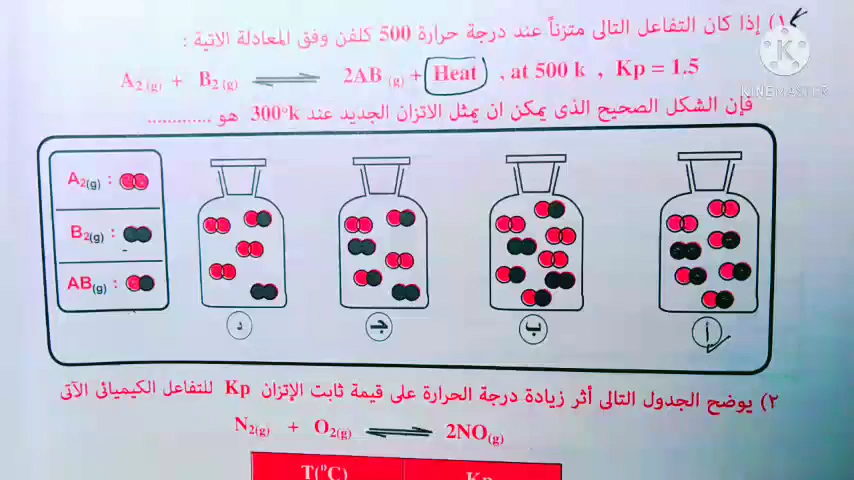 ١) إذا كان التفاعل التالى متزناً عند درجة حرارة 500 كلفن وفق المعادلة الاتية :
A2 (g) + B2 (g) ⇌ 2AB (g) + Heat , at 500 k , Kp = 1.5
KINEMASTER
فإن الشكل الصحيح الذى يمكن ان يمثل الاتزان الجديد عند 300°k هو .............
A2(g) :
B2(g) :
AB(g) :
أ
ب
جـ
د
٢) يوضح الجدول التالى أثر زيادة درجة الحرارة على قيمة ثابت الإتزان Kp للتفاعل الكيميائى الآتى
N2(g) + O2(g) ⇌ 2NO(g)
T(°C) Kp